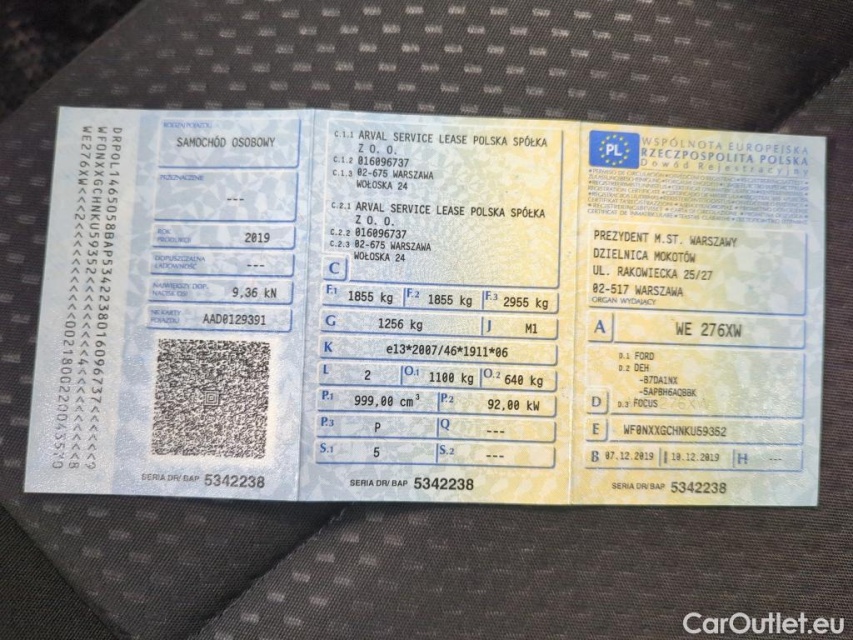 SAMOCHÓD OSOBOWY
PRZEZNACZENIE
---
ROK PRODUKCJI
2019
DOPUSZCZALNA ŁADOWNOŚĆ
---
NAJWIĘKSZY DOP. NACISK OSI
9,36 kN
NR KARTY POJAZDU
AAD0129391
SERIA DR/BAP 5342238
C.1.1 ARVAL SERVICE LEASE POLSKA SPÓŁKA
Z O. O.
C.1.2 016096737
C.1.3 02-675 WARSZAWA
WOŁOSKA 24
C.2.1 ARVAL SERVICE LEASE POLSKA SPÓŁKA
Z O. O.
C.2.2 016096737
C.2.3 02-675 WARSZAWA
WOŁOSKA 24
C
F.1 1855 kg F.2 1855 kg F.3 2955 kg
G 1256 kg J M1
K e13*2007/46*1911*06
L 2 O.1 1100 kg O.2 640 kg
P.1 999,00 cm³ P.2 92,00 kW
P.3 P Q ---
S.1 5 S.2 ---
SERIA DR/BAP 5342238
PL
WSPÓLNOTA EUROPEJSKA
RZECZPOSPOLITA POLSKA
Dowód Rejestracyjny
PREZYDENT M.ST. WARSZAWY
DZIELNICA MOKOTÓW
UL. RAKOWIECKA 25/27
02-517 WARSZAWA
ORGAN WYDAJĄCY
A WE 276XW
D.1 FORD
D.2 DEH
-B7DA1NX
-5APBH6AQBBK
D.3 FOCUS
D
E WF0NXXGCHNKU59352
B 07.12.2019 I 10.12.2019 H ---
SERIA DR/BAP 5342238
CarOutlet.eu